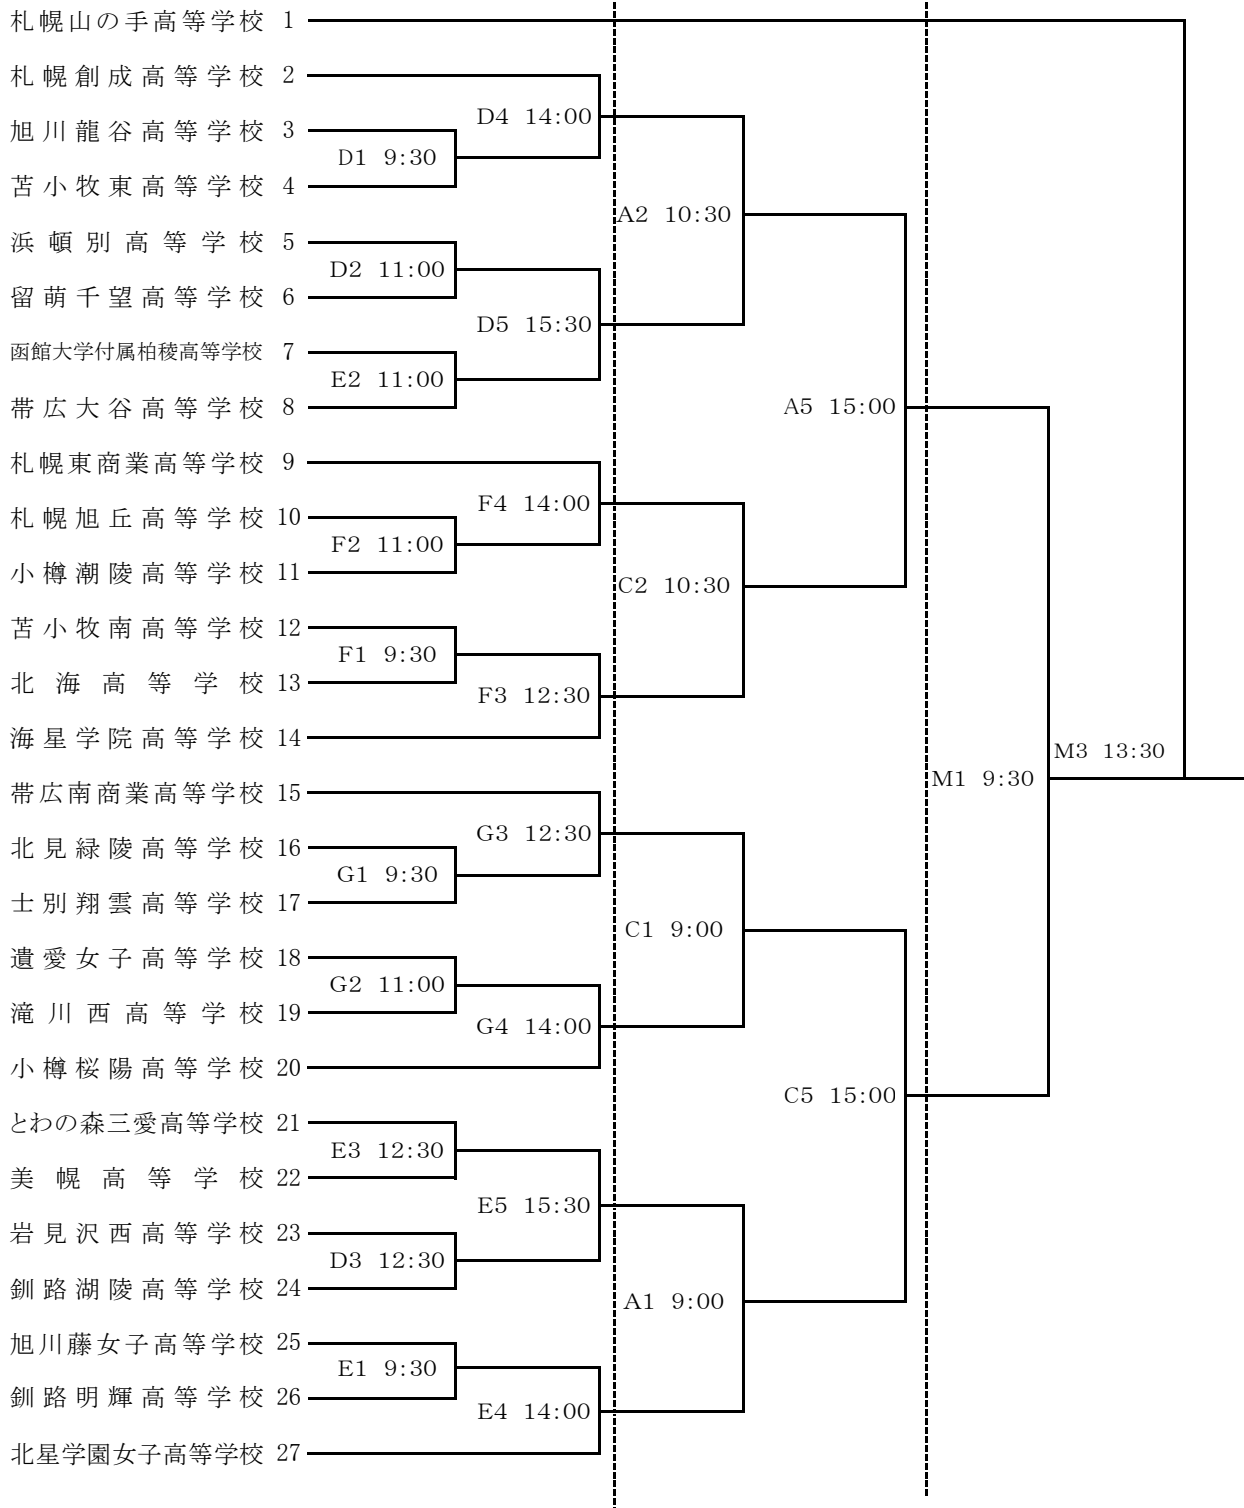 札幌山の手高等学校 1
札幌創成高等学校 2
D4 14:00
旭川龍谷高等学校 3
D1 9:30
苫小牧東高等学校 4
A2 10:30
浜頓別高等学校 5
D2 11:00
留萌千望高等学校 6
D5 15:30
函館大学付属柏稜高等学校 7
E2 11:00
帯広大谷高等学校 8
A5 15:00
札幌東商業高等学校 9
F4 14:00
札幌旭丘高等学校 10
F2 11:00
小樽潮陵高等学校 11
C2 10:30
苫小牧南高等学校 12
F1 9:30
北海高等学校 13
F3 12:30
海星学院高等学校 14
M3 13:30
M1 9:30
帯広南商業高等学校 15
G3 12:30
北見緑陵高等学校 16
G1 9:30
士別翔雲高等学校 17
C1 9:00
遺愛女子高等学校 18
G2 11:00
滝川西高等学校 19
G4 14:00
小樽桜陽高等学校 20
C5 15:00
とわの森三愛高等学校 21
E3 12:30
美幌高等学校 22
E5 15:30
岩見沢西高等学校 23
D3 12:30
釧路湖陵高等学校 24
A1 9:00
旭川藤女子高等学校 25
E1 9:30
釧路明輝高等学校 26
E4 14:00
北星学園女子高等学校 27